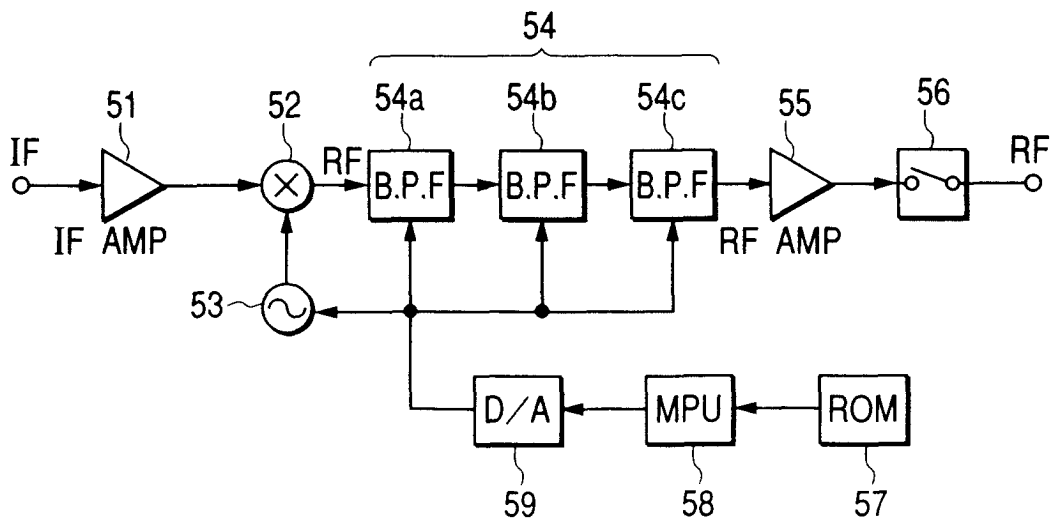 54
51
52
54a
54b
54c
55
56
IF
RF
B.P.F
B.P.F
B.P.F
RF
IF AMP
RF AMP
53
D/A
MPU
ROM
59
58
57